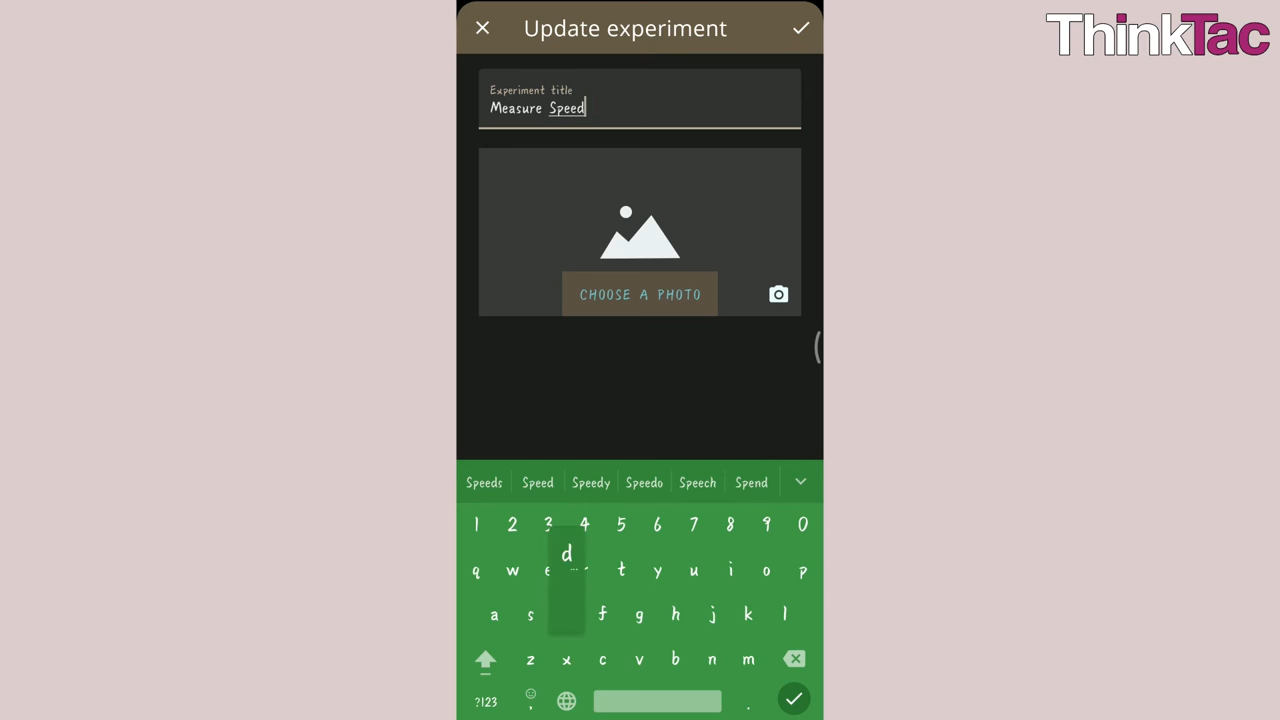 ThinkTac
Update experiment
Experiment title
Measure Speed
CHOOSE A PHOTO
Speeds Speed Speedy Speedo Speech Spend
1 2 3 4 5 6 7 8 9 0
d
q w e t y u i o p
a s f g h j k l
z x c v b n m
?123 , .